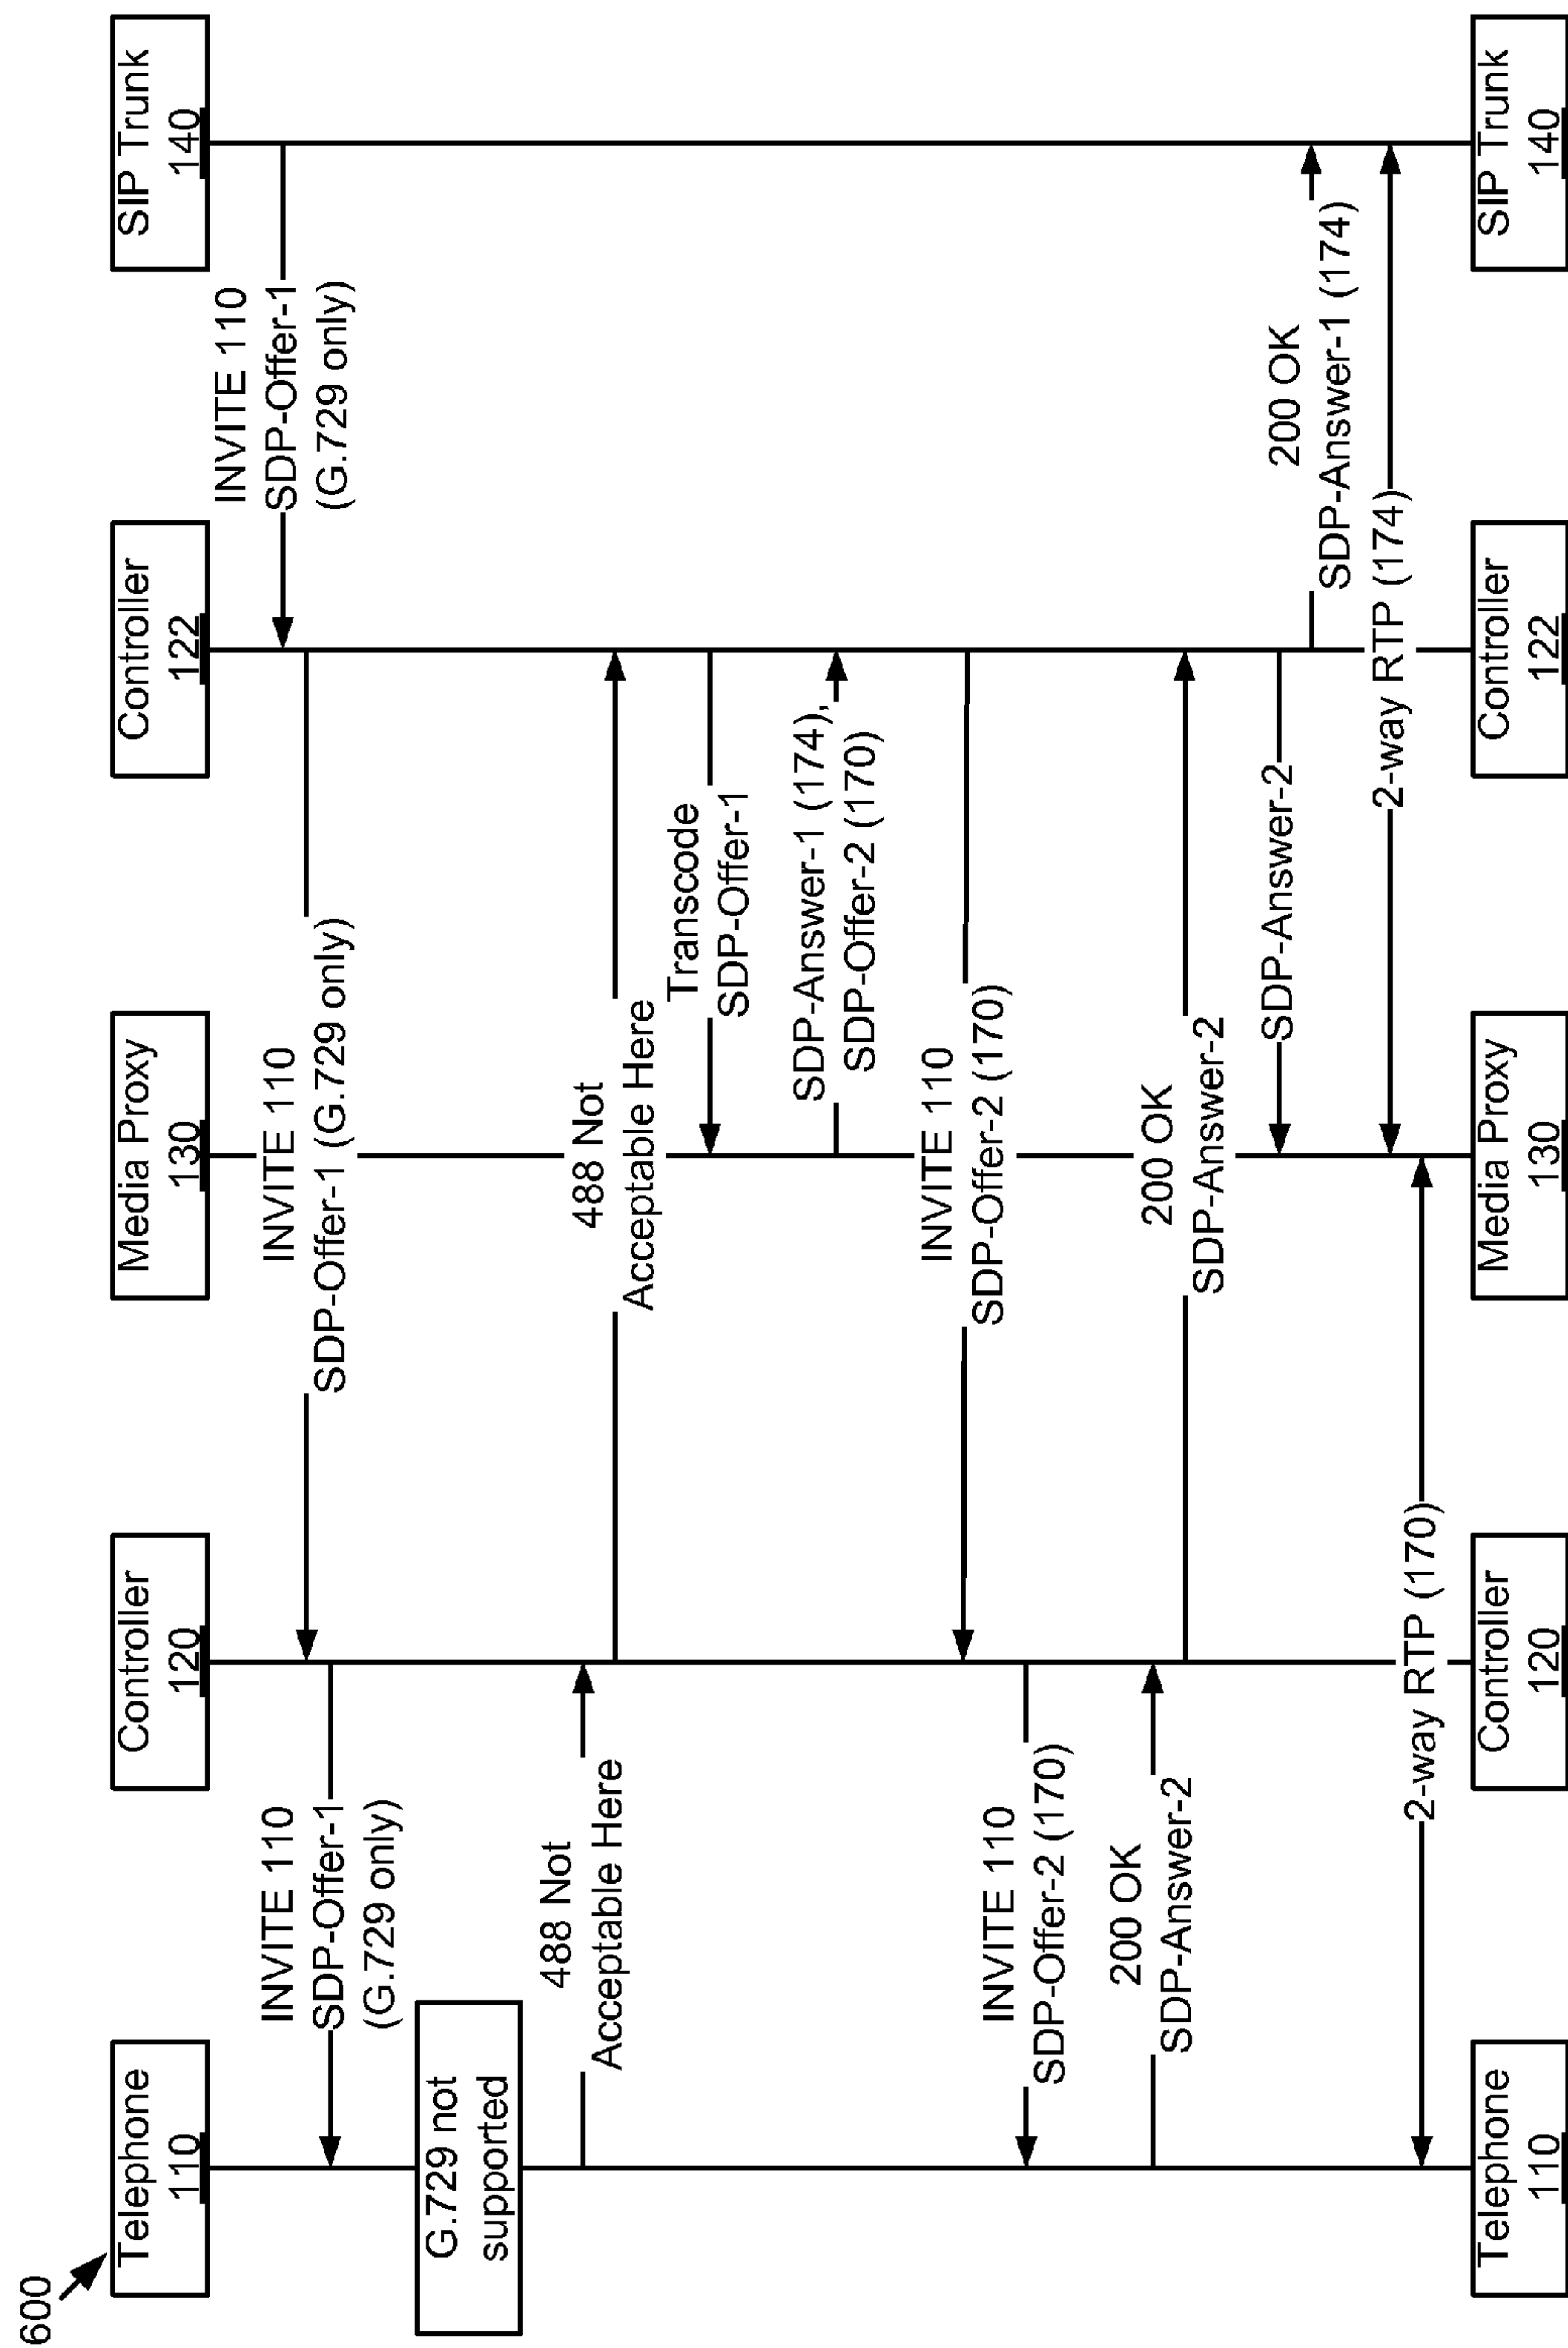 600
Telephone
110
Controller
120
Media Proxy
130
Controller
122
SIP Trunk
140
INVITE 110
SDP-Offer-1
(G.729 only)
INVITE 110
SDP-Offer-1 (G.729 only)
INVITE 110
SDP-Offer-1
(G.729 only)
G.729 not
supported
488 Not
Acceptable Here
488 Not
Acceptable Here
Transcode
SDP-Offer-1
SDP-Answer-1 (174),
SDP-Offer-2 (170)
INVITE 110
SDP-Offer-2 (170)
INVITE 110
SDP-Offer-2 (170)
200 OK
SDP-Answer-2
200 OK
SDP-Answer-2
SDP-Answer-2
200 OK
SDP-Answer-1 (174)
2-way RTP (174)
2-way RTP (170)
Telephone
110
Controller
120
Media Proxy
130
Controller
122
SIP Trunk
140